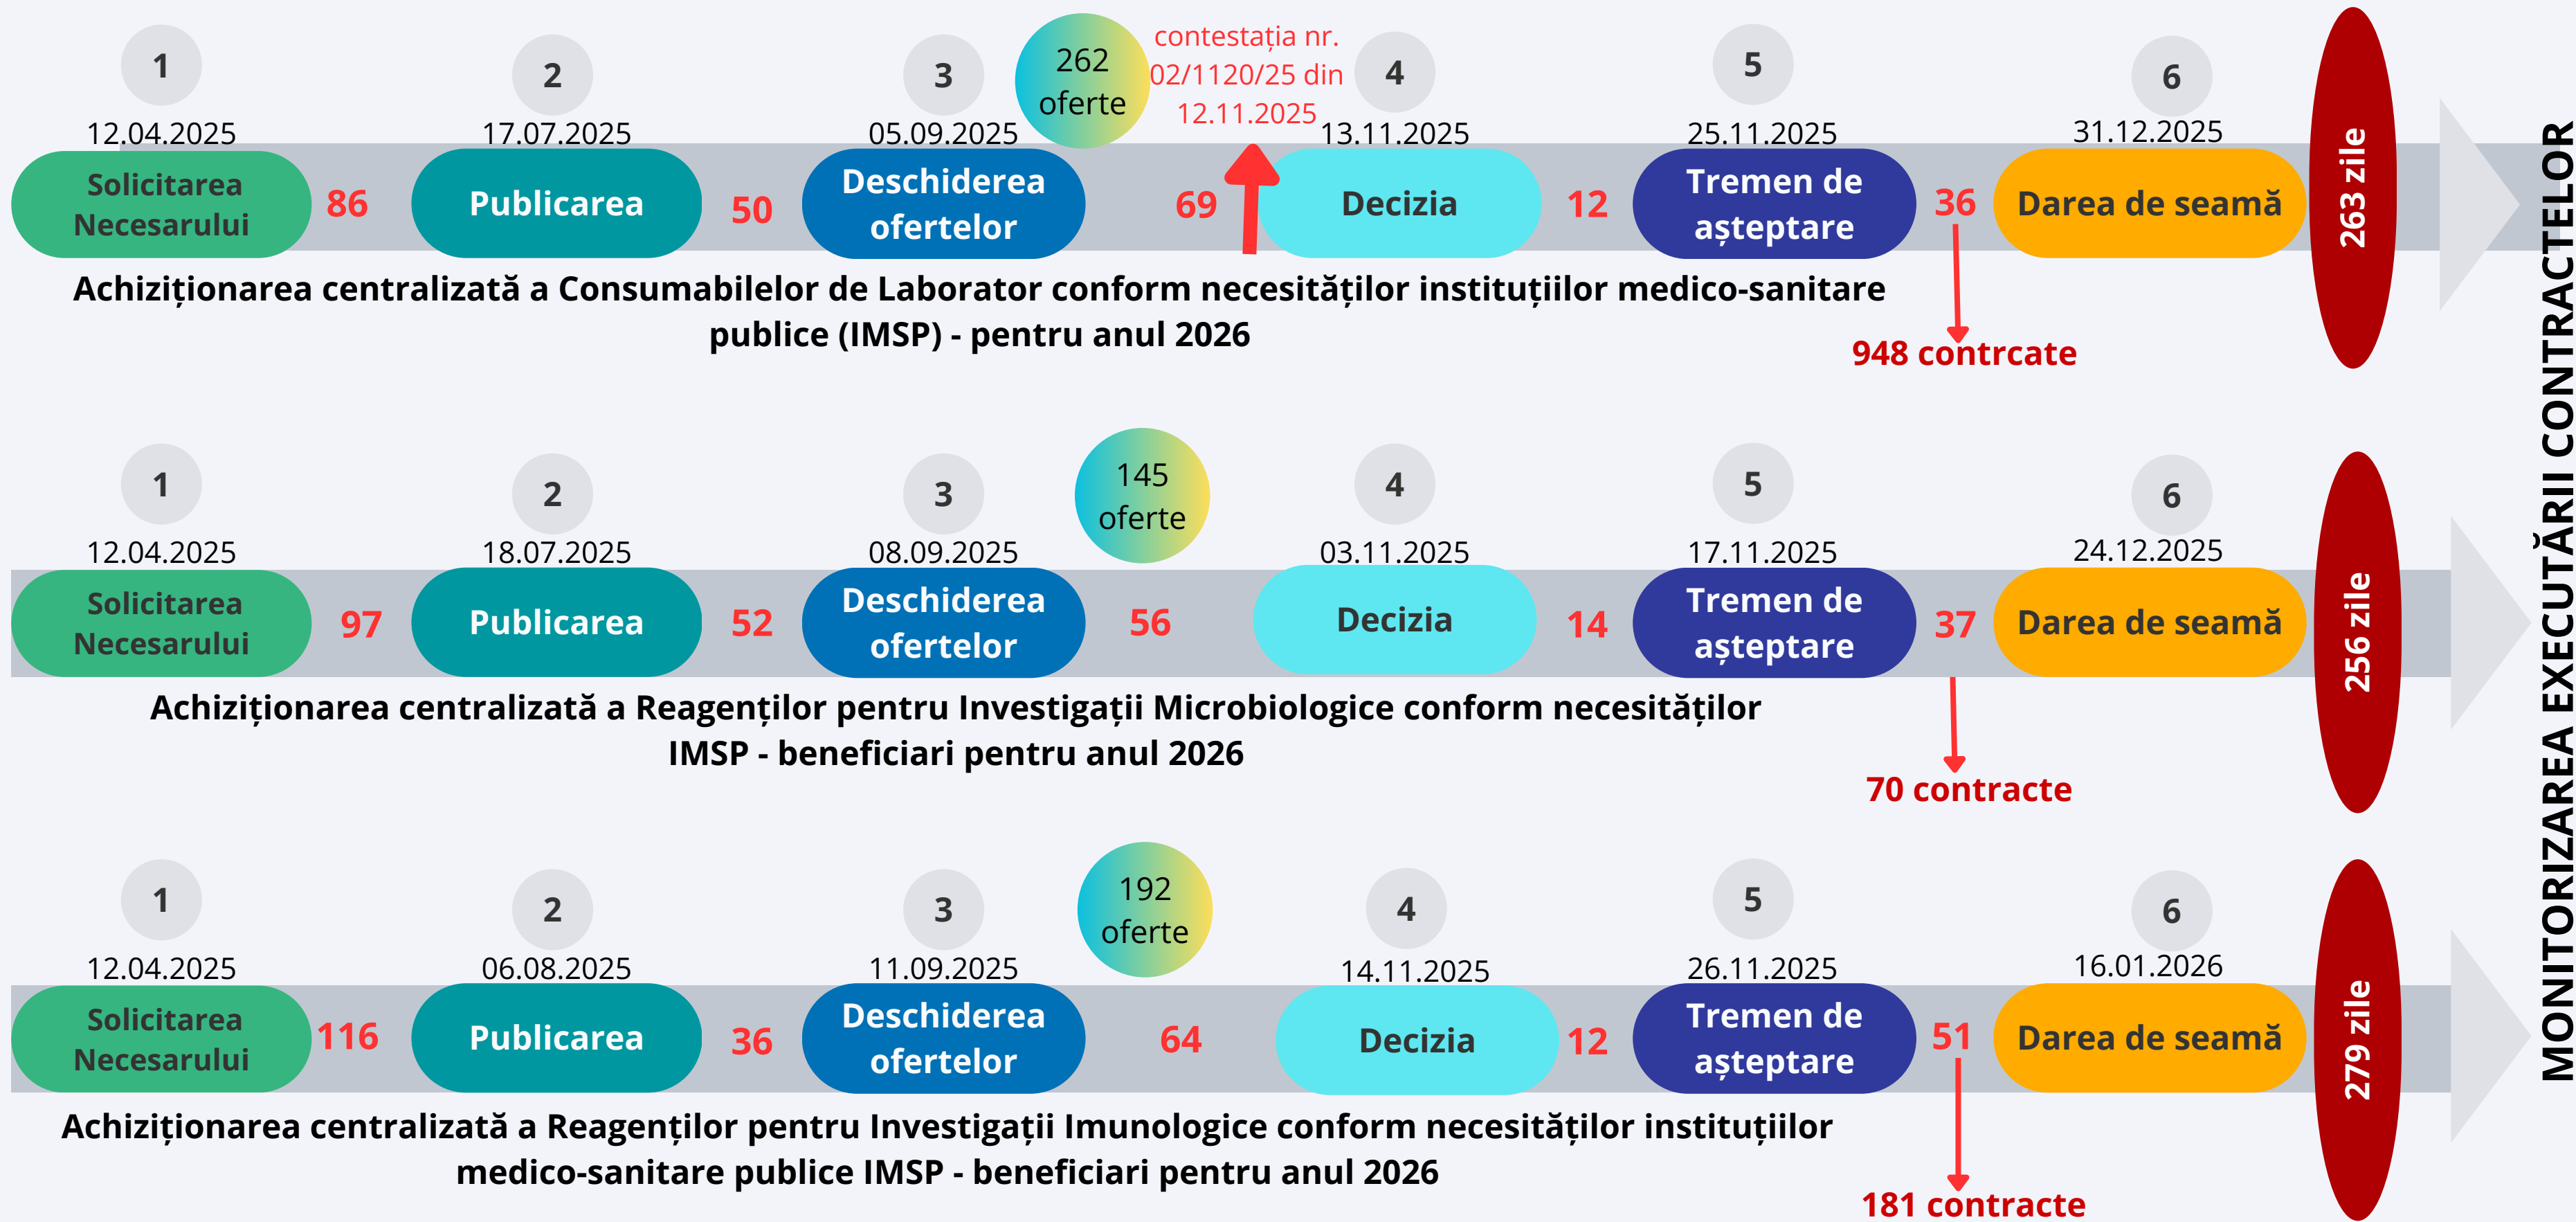 1
2
3
262
oferte
contestația nr.
02/1120/25 din
12.11.2025
4
5
6
12.04.2025
17.07.2025
05.09.2025
13.11.2025
25.11.2025
31.12.2025
Solicitarea
Necesarului
86
Publicarea
50
Deschiderea
ofertelor
69
Decizia
12
Tremen de
așteptare
36
Darea de seamă
263 zile
Achiziționarea centralizată a Consumabilelor de Laborator conform necesităților instituțiilor medico-sanitare
publice (IMSP) - pentru anul 2026
948 contrcate
1
2
3
145
oferte
4
5
6
12.04.2025
18.07.2025
08.09.2025
03.11.2025
17.11.2025
24.12.2025
Solicitarea
Necesarului
97
Publicarea
52
Deschiderea
ofertelor
56
Decizia
14
Tremen de
așteptare
37
Darea de seamă
256 zile
Achiziționarea centralizată a Reagenților pentru Investigații Microbiologice conform necesităților
IMSP - beneficiari pentru anul 2026
70 contracte
1
2
3
192
oferte
4
5
6
12.04.2025
06.08.2025
11.09.2025
14.11.2025
26.11.2025
16.01.2026
Solicitarea
Necesarului
116
Publicarea
36
Deschiderea
ofertelor
64
Decizia
12
Tremen de
așteptare
51
Darea de seamă
279 zile
Achiziționarea centralizată a Reagenților pentru Investigații Imunologice conform necesităților instituțiilor
medico-sanitare publice IMSP - beneficiari pentru anul 2026
181 contracte
MONITORIZAREA EXECUTĂRII CONTRACTELOR